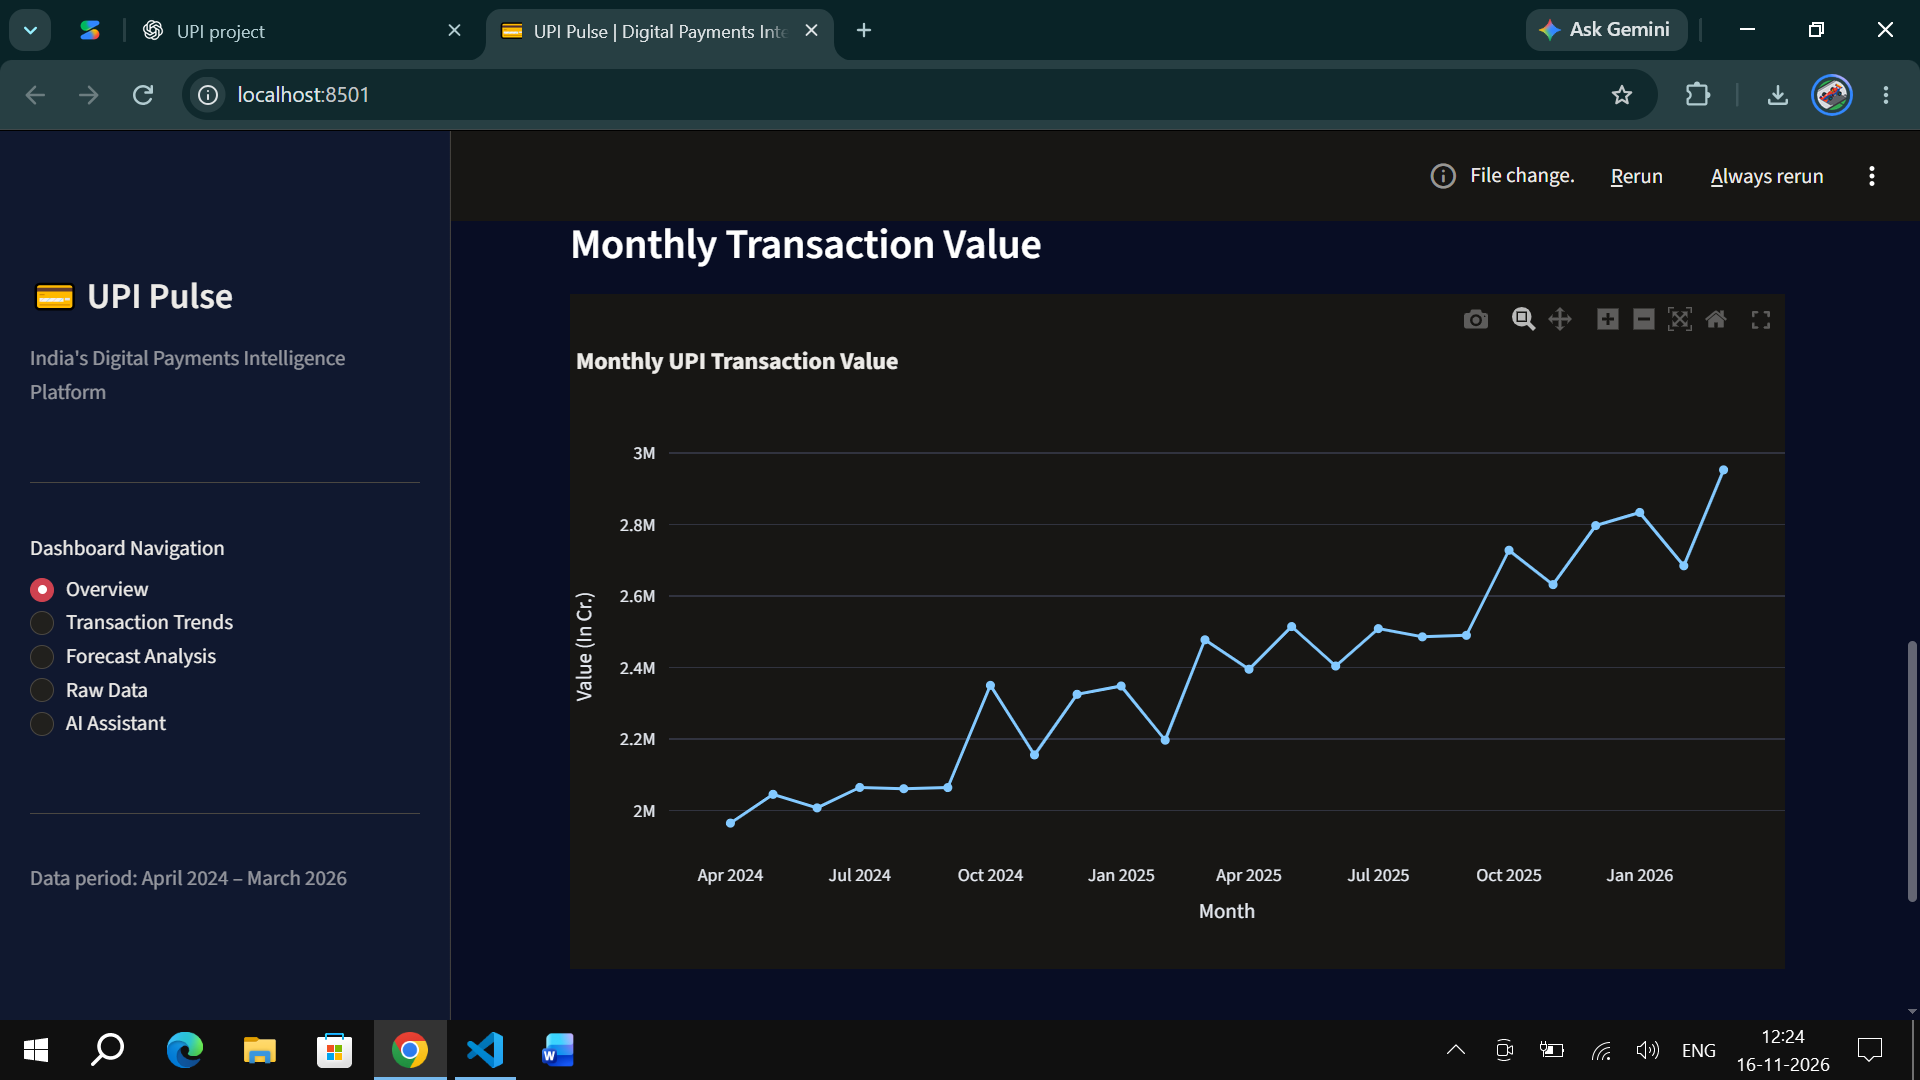 UPI project
UPI Pulse | Digital Payments Inte
Ask Gemini
localhost:8501
File change.
Rerun
Always rerun
UPI Pulse
India's Digital Payments Intelligence
Platform
Dashboard Navigation
Overview
Transaction Trends
Forecast Analysis
Raw Data
AI Assistant
Data period: April 2024 – March 2026
Monthly Transaction Value
Monthly UPI Transaction Value
3M
2.8M
2.6M
2.4M
2.2M
2M
Value (In Cr.)
Apr 2024
Jul 2024
Oct 2024
Jan 2025
Apr 2025
Jul 2025
Oct 2025
Jan 2026
Month
W
ENG
12:24
16-11-2026